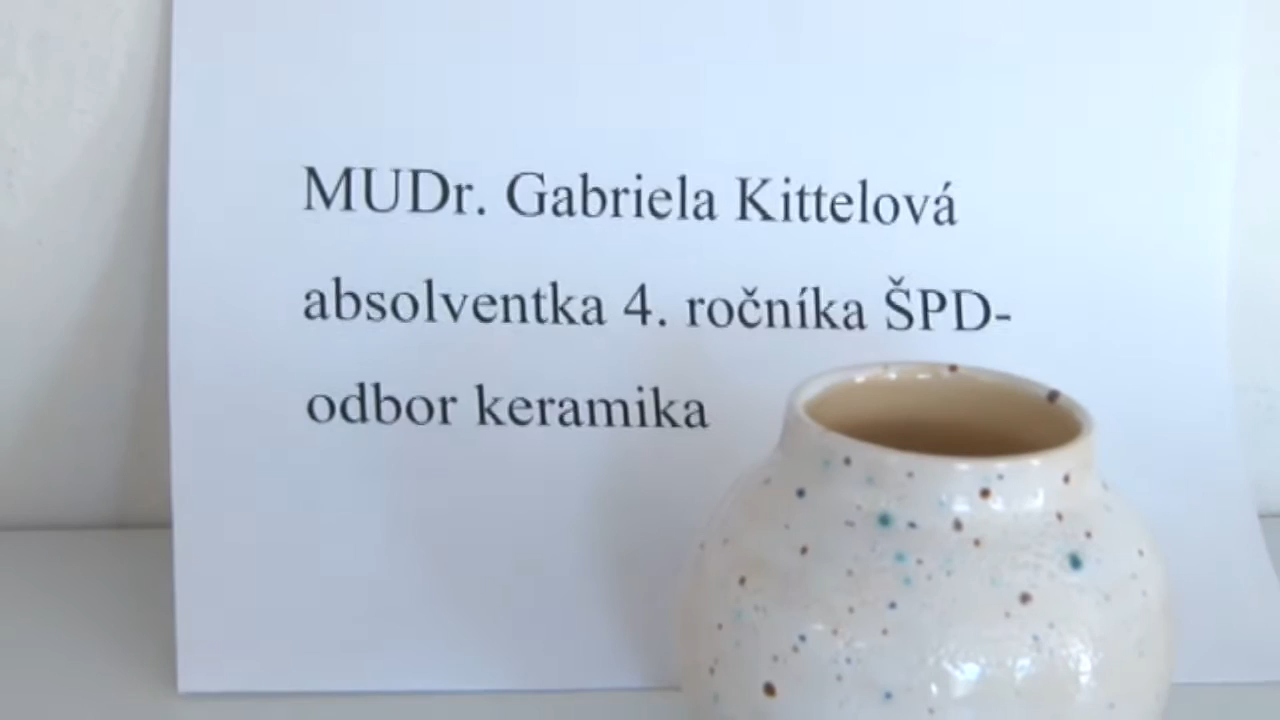 MUDr. Gabriela Kittelová
absolventka 4. ročníka ŠPD-
odbor keramika